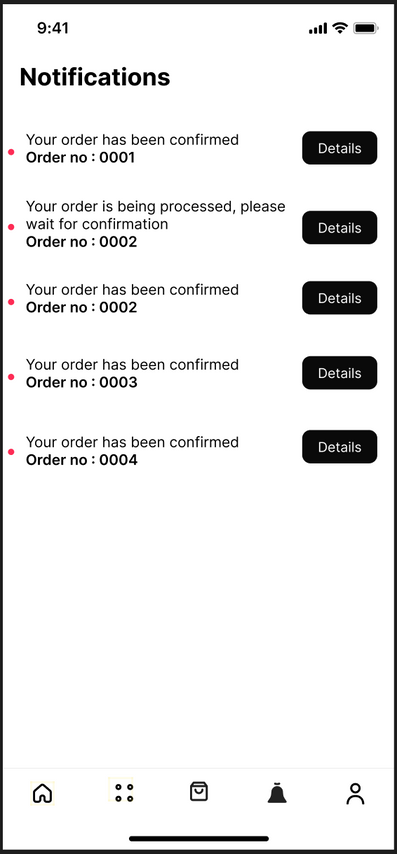 9:41
Notifications
Your order has been confirmed
Order no : 0001
Details
Your order is being processed, please
wait for confirmation
Order no : 0002
Details
Your order has been confirmed
Order no : 0002
Details
Your order has been confirmed
Order no : 0003
Details
Your order has been confirmed
Order no : 0004
Details